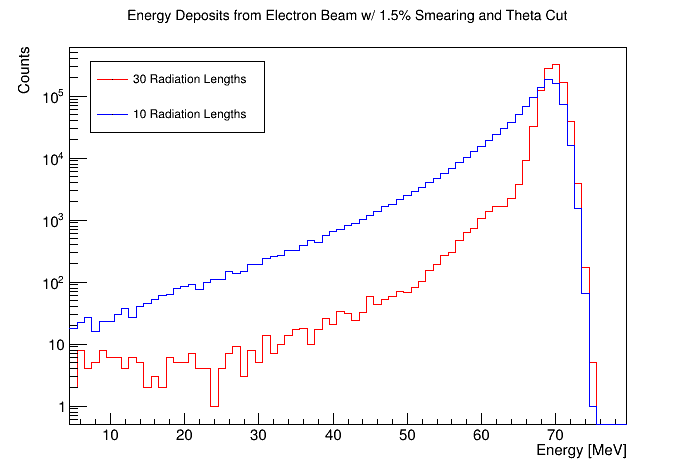 Energy Deposits from Electron Beam w/ 1.5% Smearing and Theta Cut
Counts
30 Radiation Lengths
10 Radiation Lengths
10⁵
10⁴
10³
10²
10
1
10 20 30 40 50 60 70
Energy [MeV]